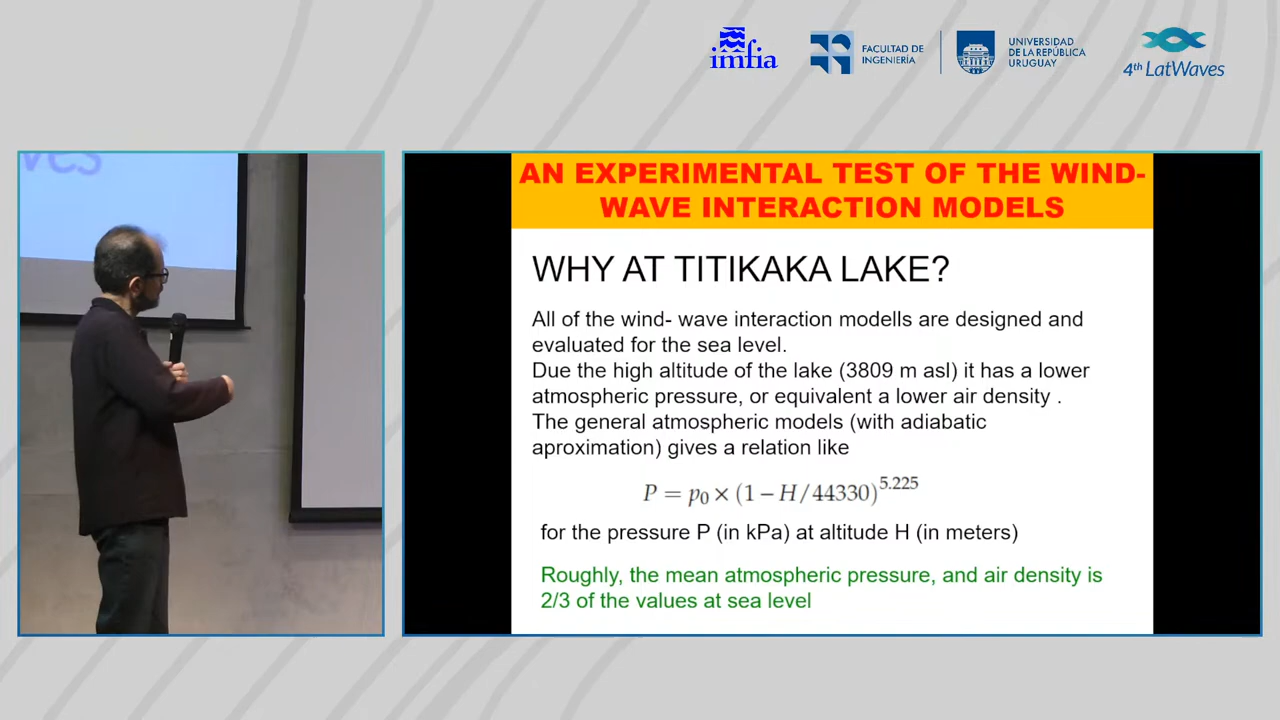 imfia
FACULTAD DE
INGENIERÍA
UNIVERSIDAD
DE LA REPÚBLICA
URUGUAY
4th LatWaves
ves
AN EXPERIMENTAL TEST OF THE WIND-
WAVE INTERACTION MODELS
WHY AT TITIKAKA LAKE?
All of the wind- wave interaction modells are designed and
evaluated for the sea level.
Due the high altitude of the lake (3809 m asl) it has a lower
atmospheric pressure, or equivalent a lower air density .
The general atmospheric models (with adiabatic
aproximation) gives a relation like
P = p₀ × (1 − H/44330)^5.225
for the pressure P (in kPa) at altitude H (in meters)
Roughly, the mean atmospheric pressure, and air density is
2/3 of the values at sea level